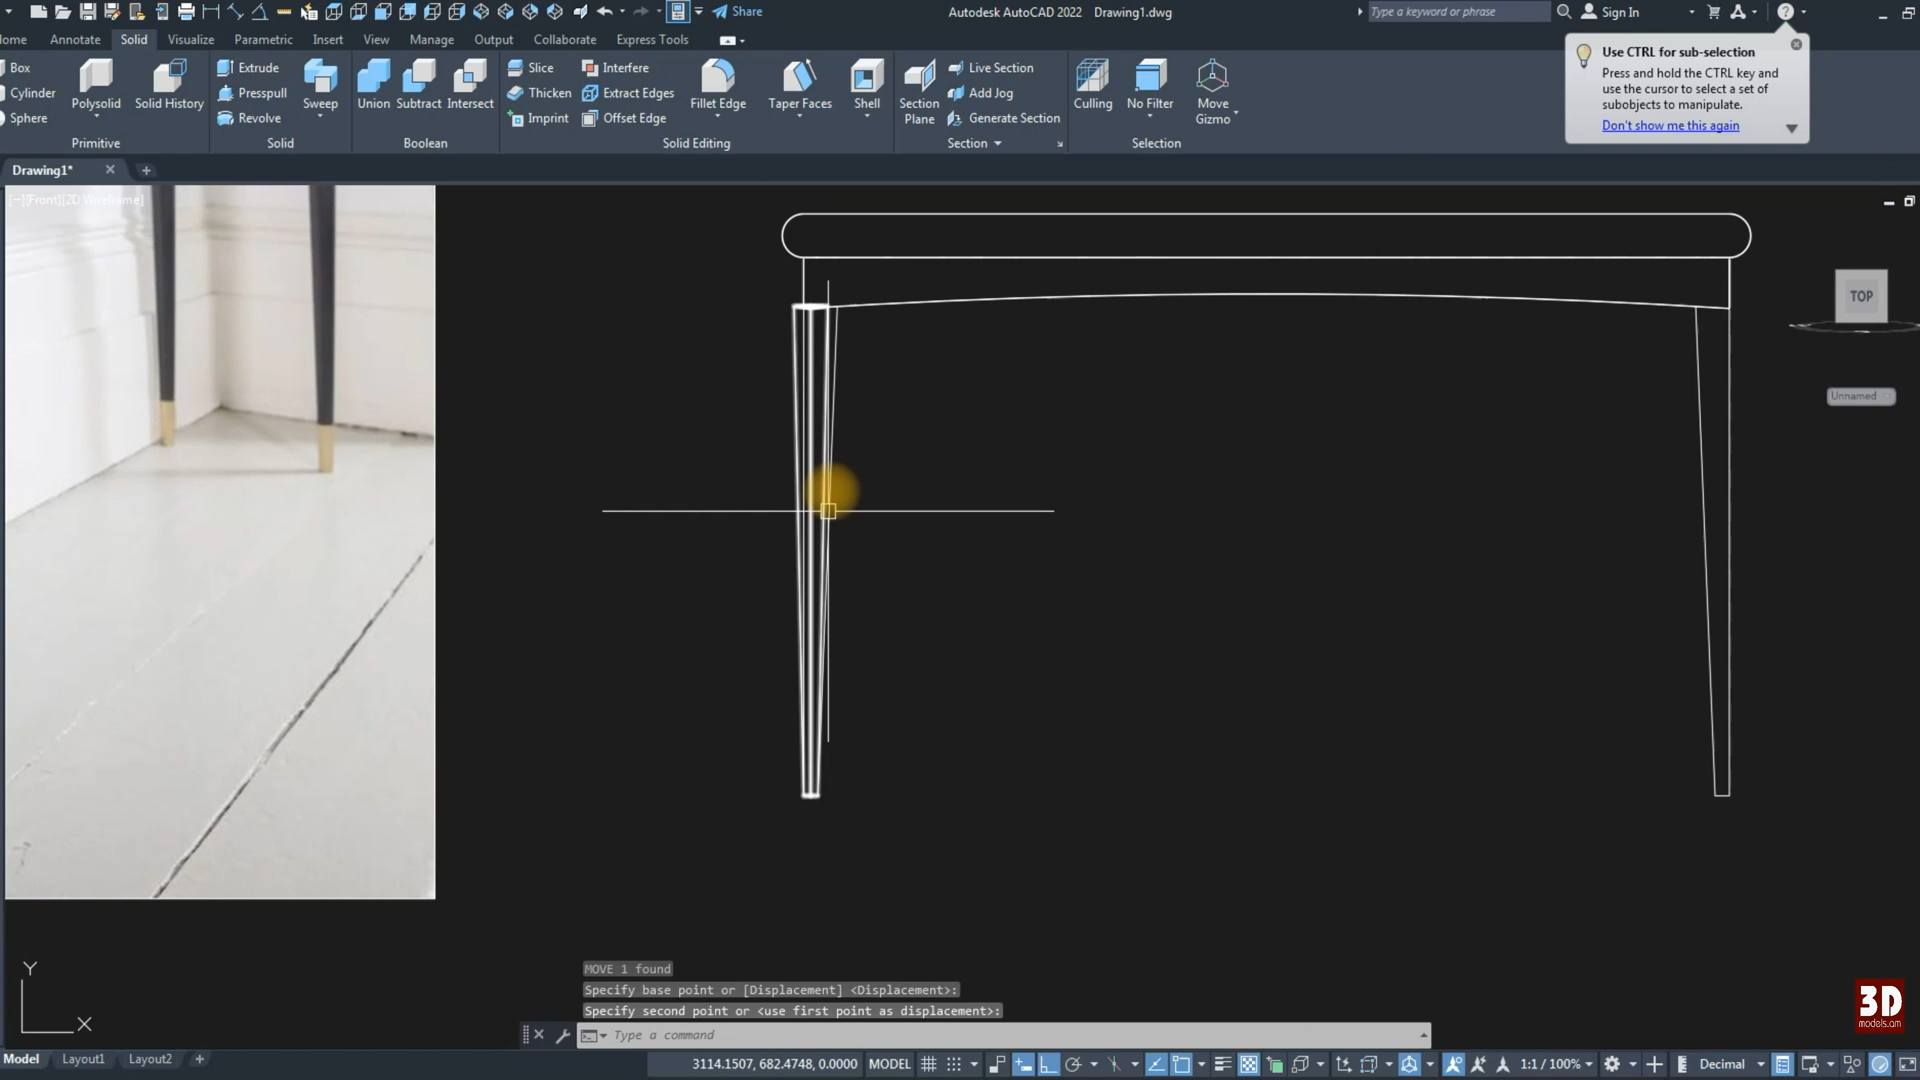 Share
Autodesk AutoCAD 2022 Drawing1.dwg
Type a keyword or phrase
Sign In
ome
Annotate
Solid
Visualize
Parametric
Insert
View
Manage
Output
Collaborate
Express Tools
Box
Cylinder
Sphere
Polysolid
Solid History
Primitive
Extrude
Presspull
Revolve
Sweep
Solid
Union
Subtract
Intersect
Boolean
Slice
Thicken
Imprint
Interfere
Extract Edges
Offset Edge
Fillet Edge
Taper Faces
Shell
Solid Editing
Section
Plane
Live Section
Add Jog
Generate Section
Section
Culling
No Filter
Move
Gizmo
Selection
Use CTRL for sub-selection
Press and hold the CTRL key and
use the cursor to select a set of
subobjects to manipulate.
Don't show me this again
Drawing1*
[−][Front][2D Wireframe]
TOP
Unnamed
Y
X
MOVE 1 found
Specify base point or [Displacement] <Displacement>:
Specify second point or <use first point as displacement>:
Type a command
3D
models.am
Model
Layout1
Layout2
3114.1507, 682.4748, 0.0000
MODEL
1:1 / 100%
Decimal